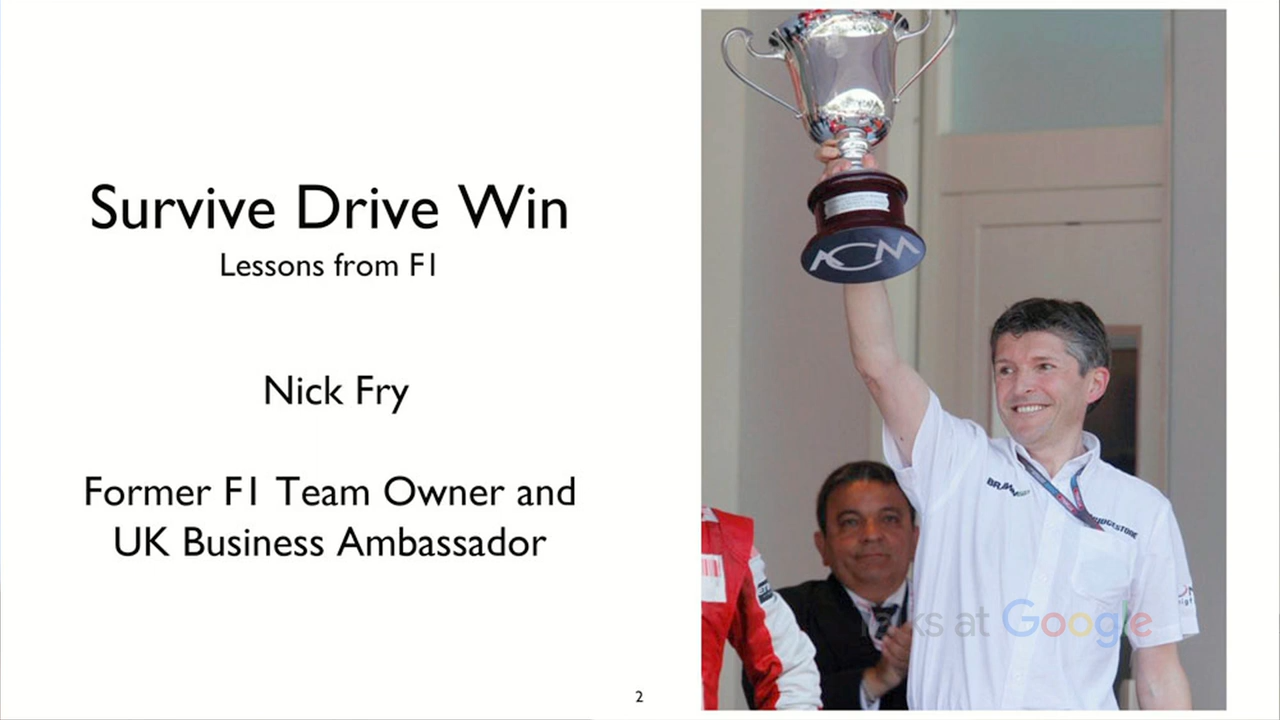 Survive Drive Win
Lessons from F1
Nick Fry
Former F1 Team Owner and
UK Business Ambassador
2
ACM
BRIDGESTONE
Talks at Google